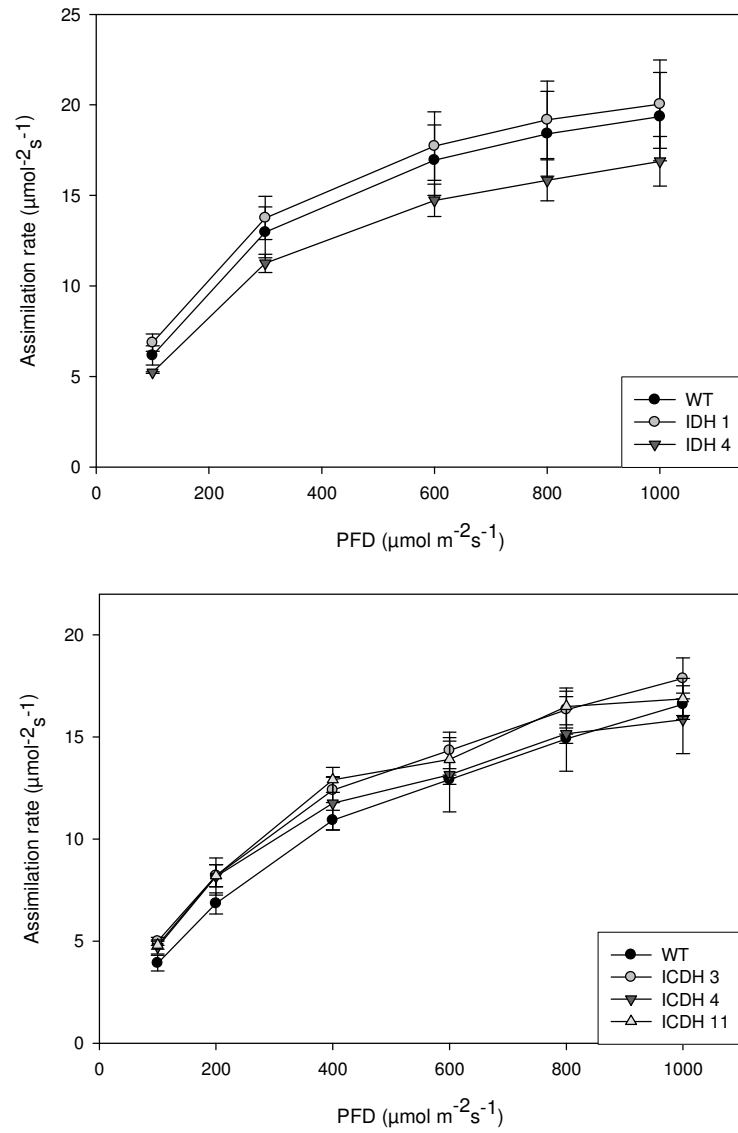 25
20
15
10
5
0
Assimilation rate (µmol⁻²s⁻¹)
0 200 400 600 800 1000
PFD (µmol m⁻²s⁻¹)
WT
IDH 1
IDH 4
20
15
10
5
0
Assimilation rate (µmol⁻²s⁻¹)
0 200 400 600 800 1000
PFD (µmol m⁻²s⁻¹)
WT
ICDH 3
ICDH 4
ICDH 11